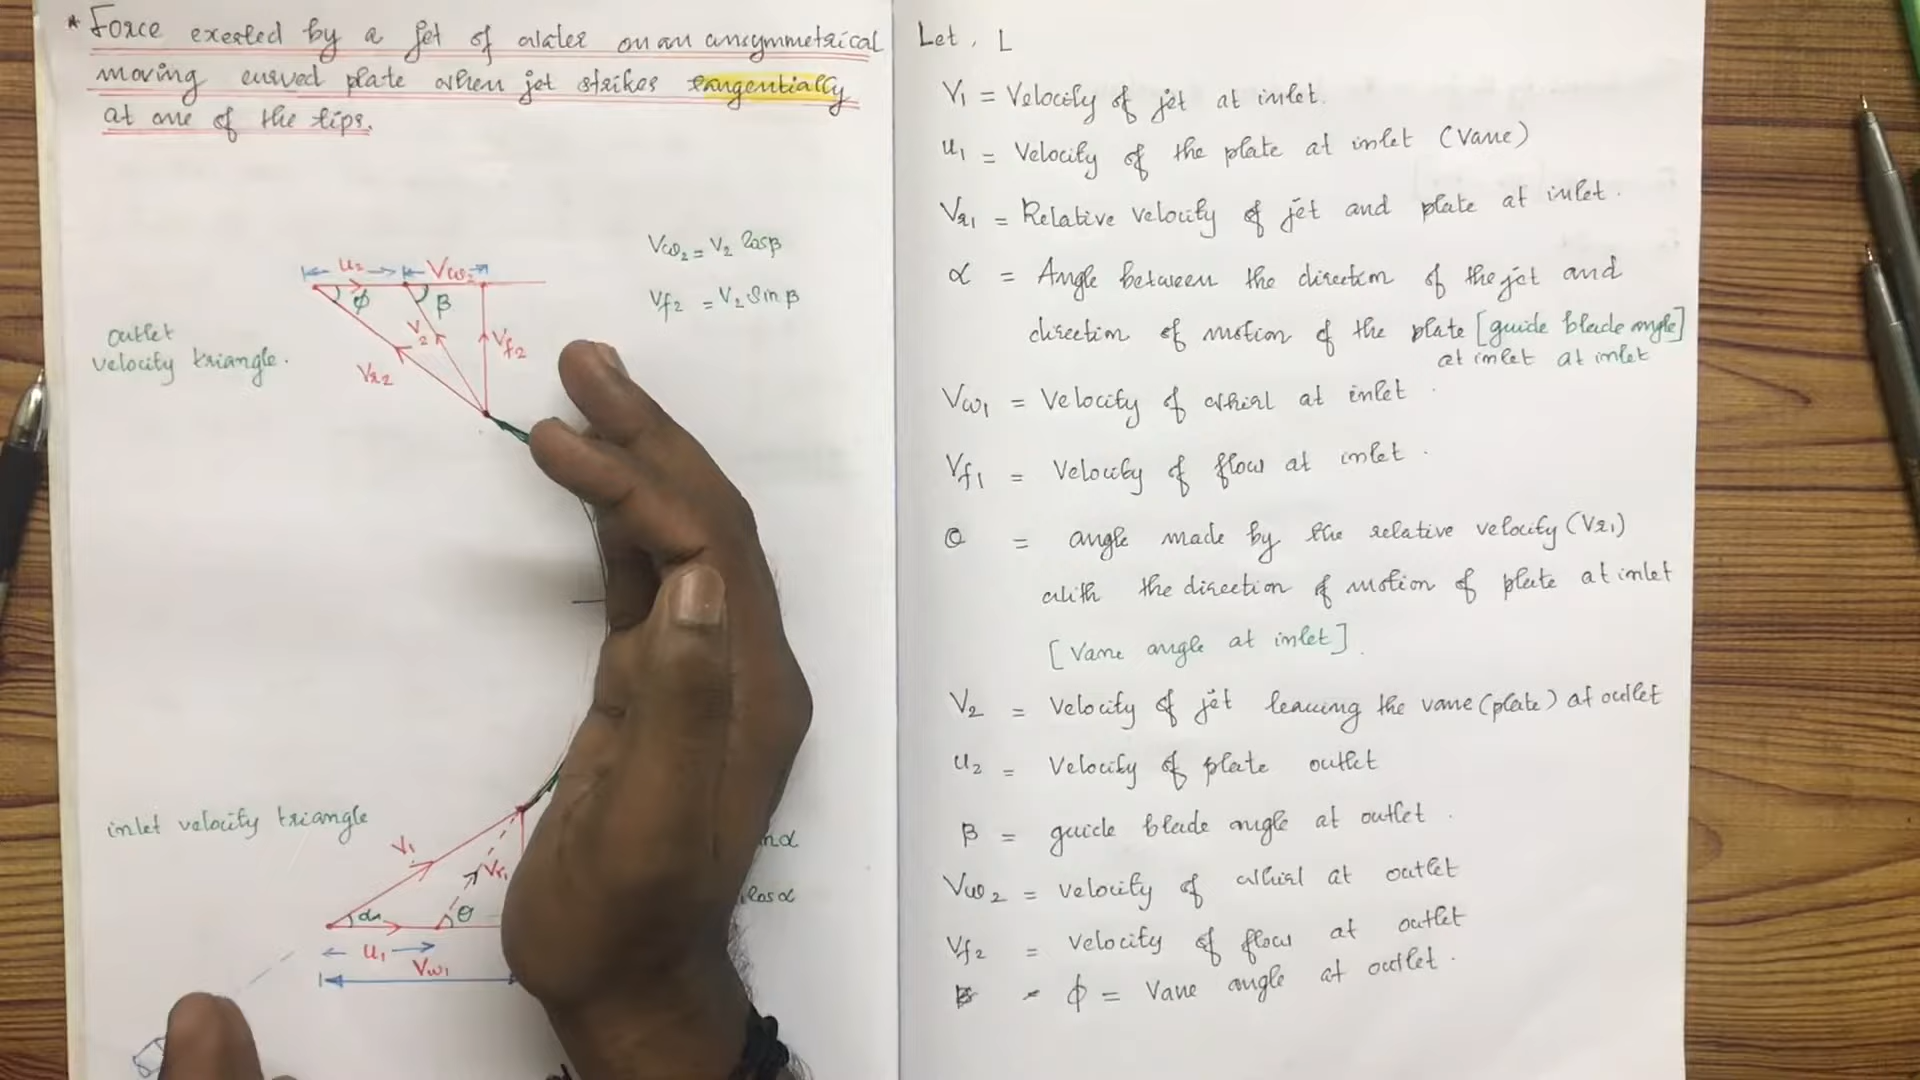 * Force exerted by a jet of water on an unsymmetrical
moving curved plate when jet strikes tangentially
at one of the tips.
Vw2 = V2 Cosβ
Vf2 = V2 Sinβ
u2
Vw2
ϕ
β
V2
Vf2
Vr2
outlet
velocity triangle.
inlet velocity triangle
V1
Vr1
α
θ
u1
Vw1
inα
Cosα
Let, L
V1 = Velocity of jet at inlet.
u1 = Velocity of the plate at inlet (Vane)
Vr1 = Relative velocity of jet and plate at inlet.
α = Angle between the direction of the jet and
direction of motion of the plate [guide blade angle]
at inlet at inlet
Vw1 = Velocity of whirl at inlet.
Vf1 = Velocity of flow at inlet.
θ = angle made by the relative velocity (Vr1)
with the direction of motion of plate at inlet
[Vane angle at inlet].
V2 = Velocity of jet leaving the vane (plate) at outlet
u2 = Velocity of plate outlet
β = guide blade angle at outlet.
Vw2 = velocity of whirl at outlet
Vf2 = velocity of flow at outlet
- ϕ = Vane angle at outlet.